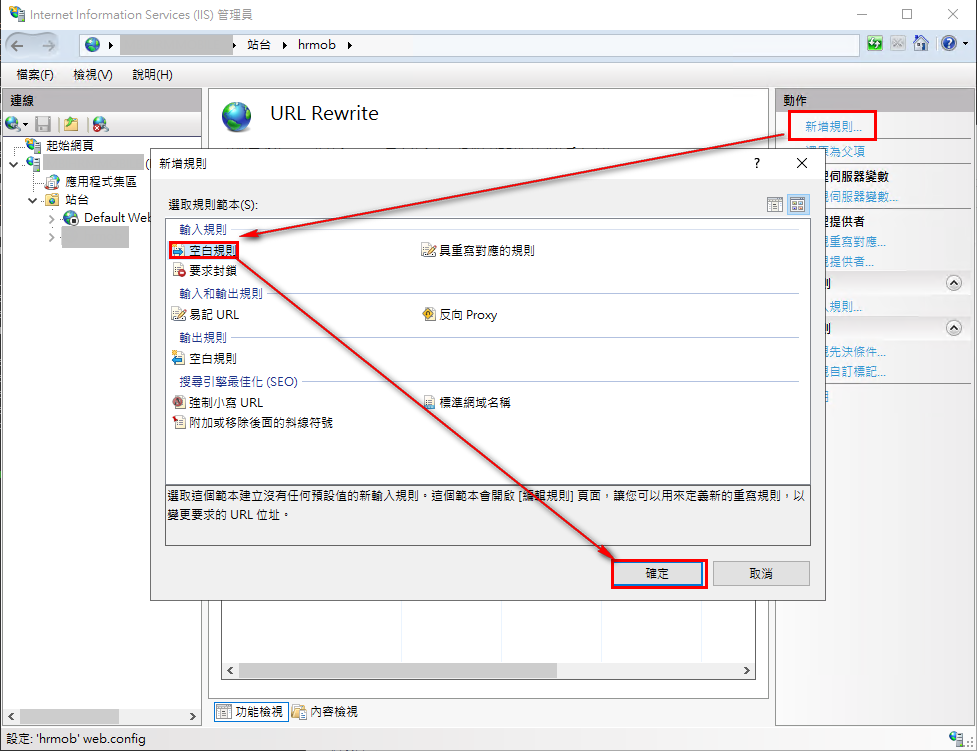 Internet Information Services (IIS) 管理員
站台 hrmob
檔案(F) 檢視(V) 說明(H)
連線
起始網頁
應用程式集區
站台
Default Web
URL Rewrite
動作
新增規則...
為父項
伺服器變數
伺服器變數...
提供者
重寫對應...
提供者...
規則...
先決條件...
自訂標記...
新增規則
?
選取規則範本(S):
輸入規則
空白規則
具重寫對應的規則
要求封鎖
輸入和輸出規則
易記 URL
反向 Proxy
輸出規則
空白規則
搜尋引擎最佳化 (SEO)
強制小寫 URL
標準網域名稱
附加或移除後面的斜線符號
選取這個範本建立沒有任何預設值的新輸入規則。這個範本會開啟 [編輯規則] 頁面，讓您可以用來定義新的重寫規則，以
變更要求的 URL 位址。
確定
取消
功能檢視
內容檢視
設定: 'hrmob' web.config